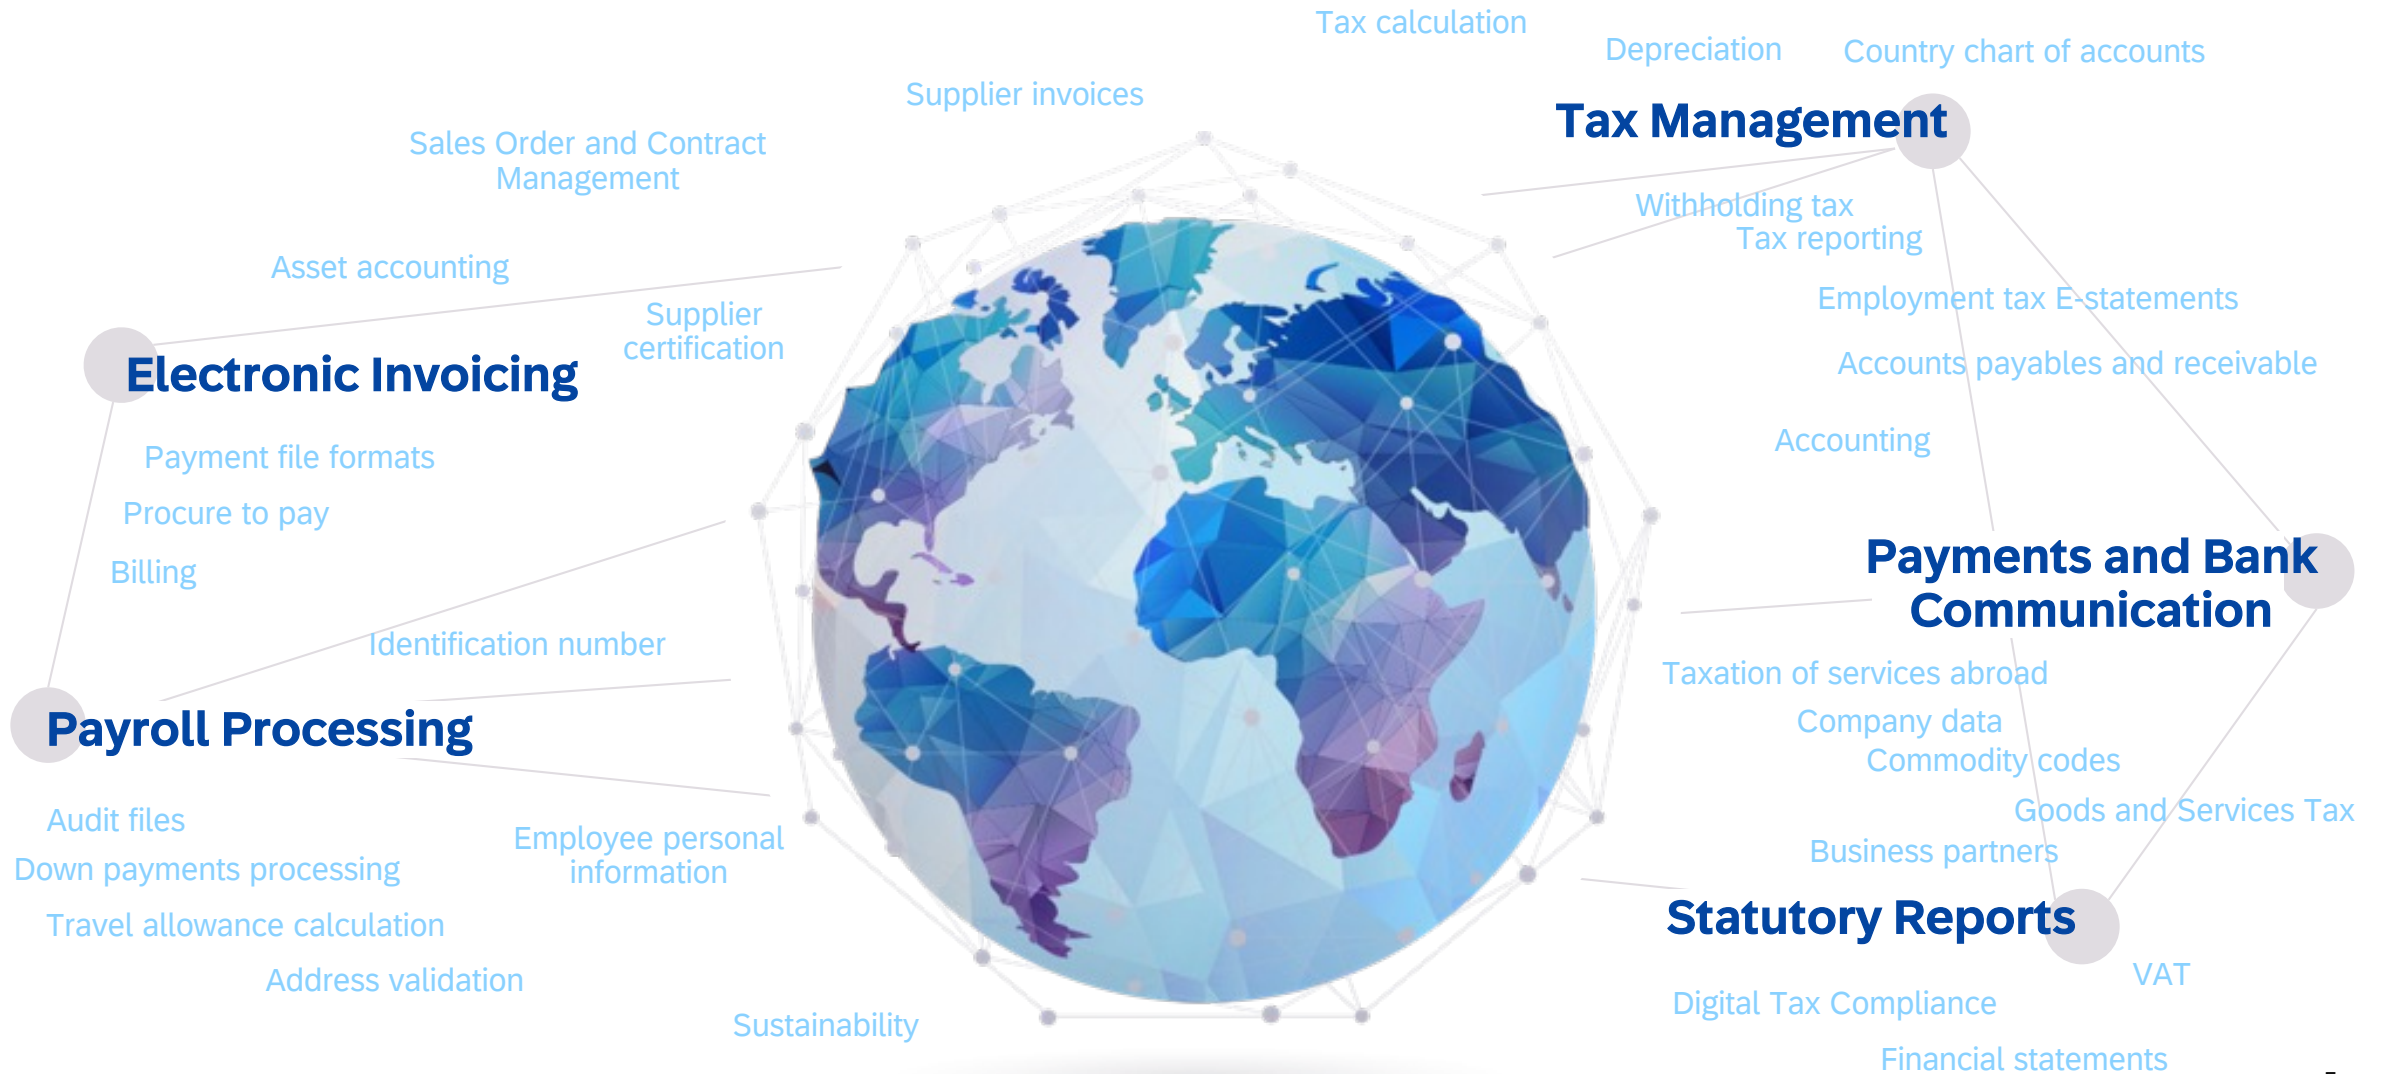 Tax calculation
Depreciation
Country chart of accounts
Supplier invoices
Tax Management
Sales Order and Contract
Management
Withholding tax
Tax reporting
Asset accounting
Employment tax E-statements
Supplier
certification
Electronic Invoicing
Accounts payables and receivable
Accounting
Payment file formats
Procure to pay
Billing
Payments and Bank
Communication
Identification number
Taxation of services abroad
Payroll Processing
Company data
Commodity codes
Audit files
Goods and Services Tax
Employee personal
information
Business partners
Down payments processing
Travel allowance calculation
Statutory Reports
Address validation
VAT
Digital Tax Compliance
Sustainability
Financial statements